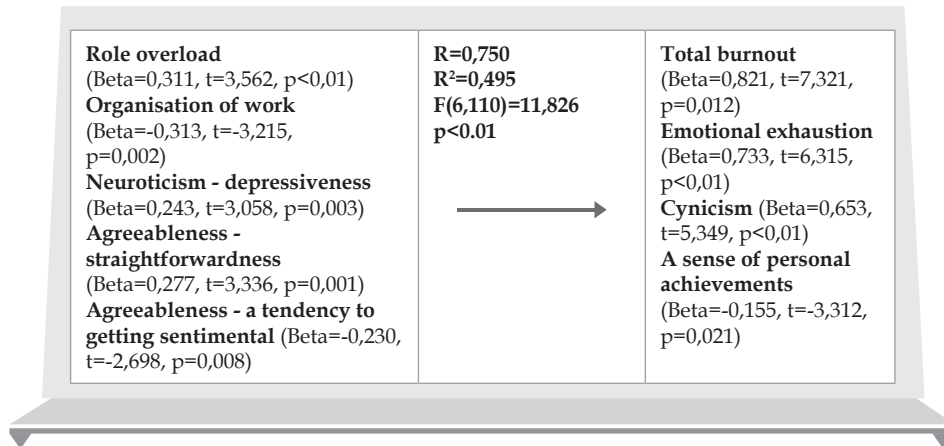 Role overload
(Beta=0,311, t=3,562, p<0,01)
Organisation of work
(Beta=-0,313, t=-3,215,
p=0,002)
Neuroticism - depressiveness
(Beta=0,243, t=3,058, p=0,003)
Agreeableness -
straightforwardness
(Beta=0,277, t=3,336, p=0,001)
Agreeableness - a tendency to
getting sentimental (Beta=-0,230,
t=-2,698, p=0,008)
R=0,750
R²=0,495
F(6,110)=11,826
p<0.01
Total burnout
(Beta=0,821, t=7,321,
p=0,012)
Emotional exhaustion
(Beta=0,733, t=6,315,
p<0,01)
Cynicism (Beta=0,653,
t=5,349, p<0,01)
A sense of personal
achievements
(Beta=-0,155, t=-3,312,
p=0,021)